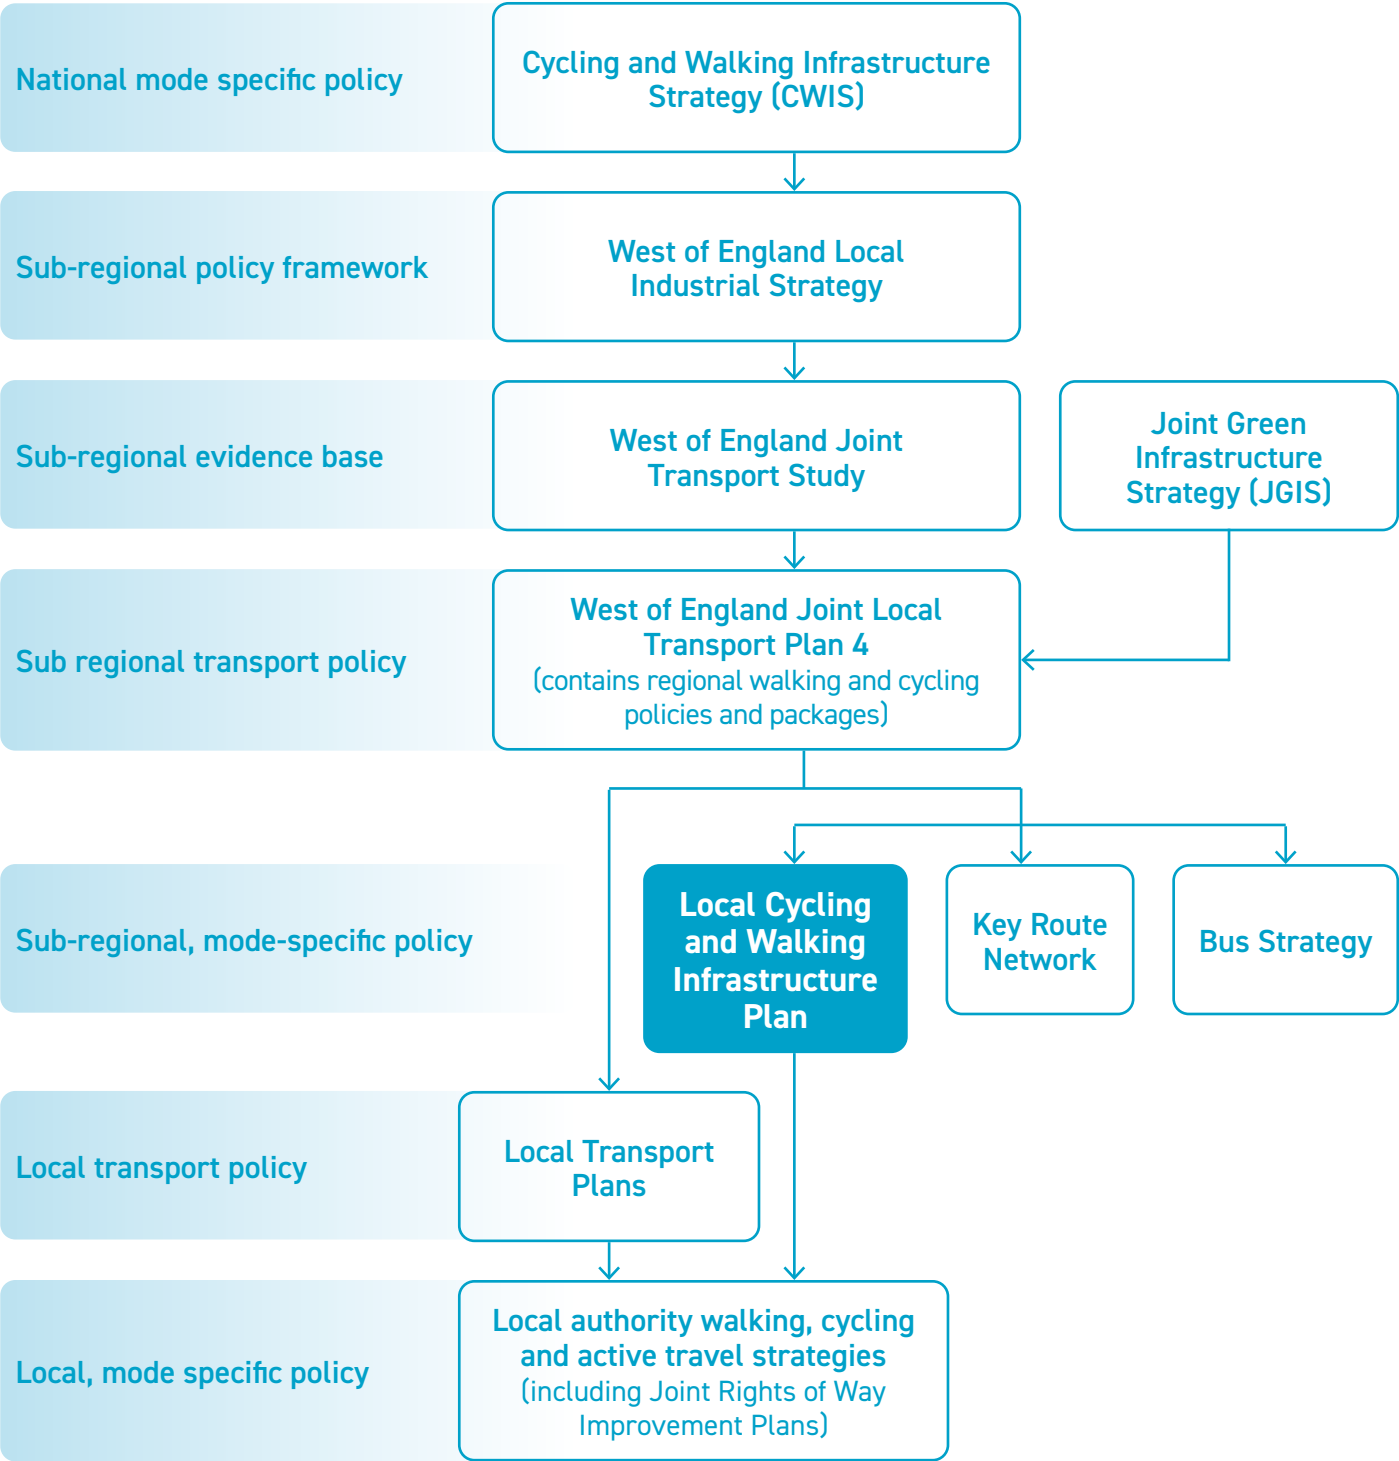 National mode specific policy
Cycling and Walking Infrastructure
Strategy (CWIS)
Sub-regional policy framework
West of England Local
Industrial Strategy
Sub-regional evidence base
West of England Joint
Transport Study
Joint Green
Infrastructure
Strategy (JGIS)
Sub regional transport policy
West of England Joint Local
Transport Plan 4
(contains regional walking and cycling
policies and packages)
Sub-regional, mode-specific policy
Local Cycling
and Walking
Infrastructure
Plan
Key Route
Network
Bus Strategy
Local transport policy
Local Transport
Plans
Local, mode specific policy
Local authority walking, cycling
and active travel strategies
(including Joint Rights of Way
Improvement Plans)